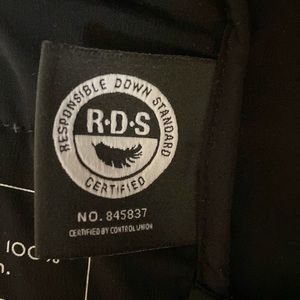 RESPONSIBLE DOWN STANDARD
R·D·S
CERTIFIED
NO. 845837
CERTIFIED BY CONTROL UNION
100%
n.